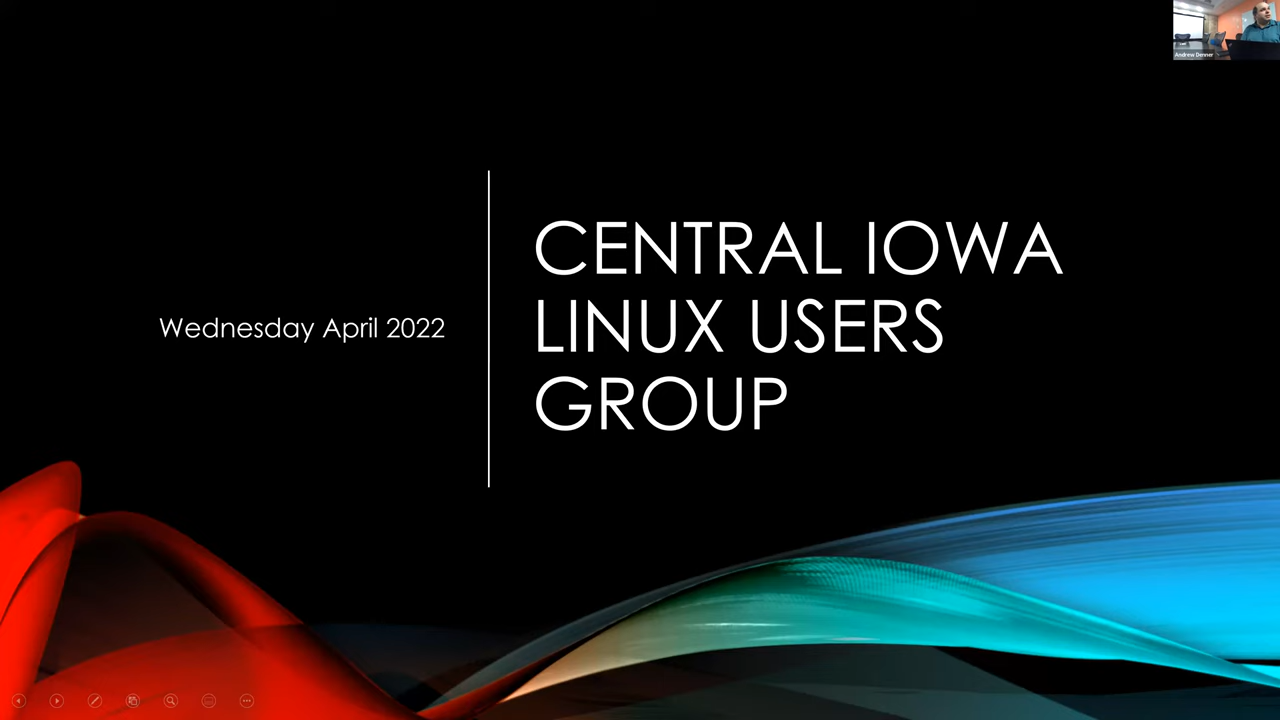 Andrew Denner
Wednesday April 2022
CENTRAL IOWA
LINUX USERS
GROUP